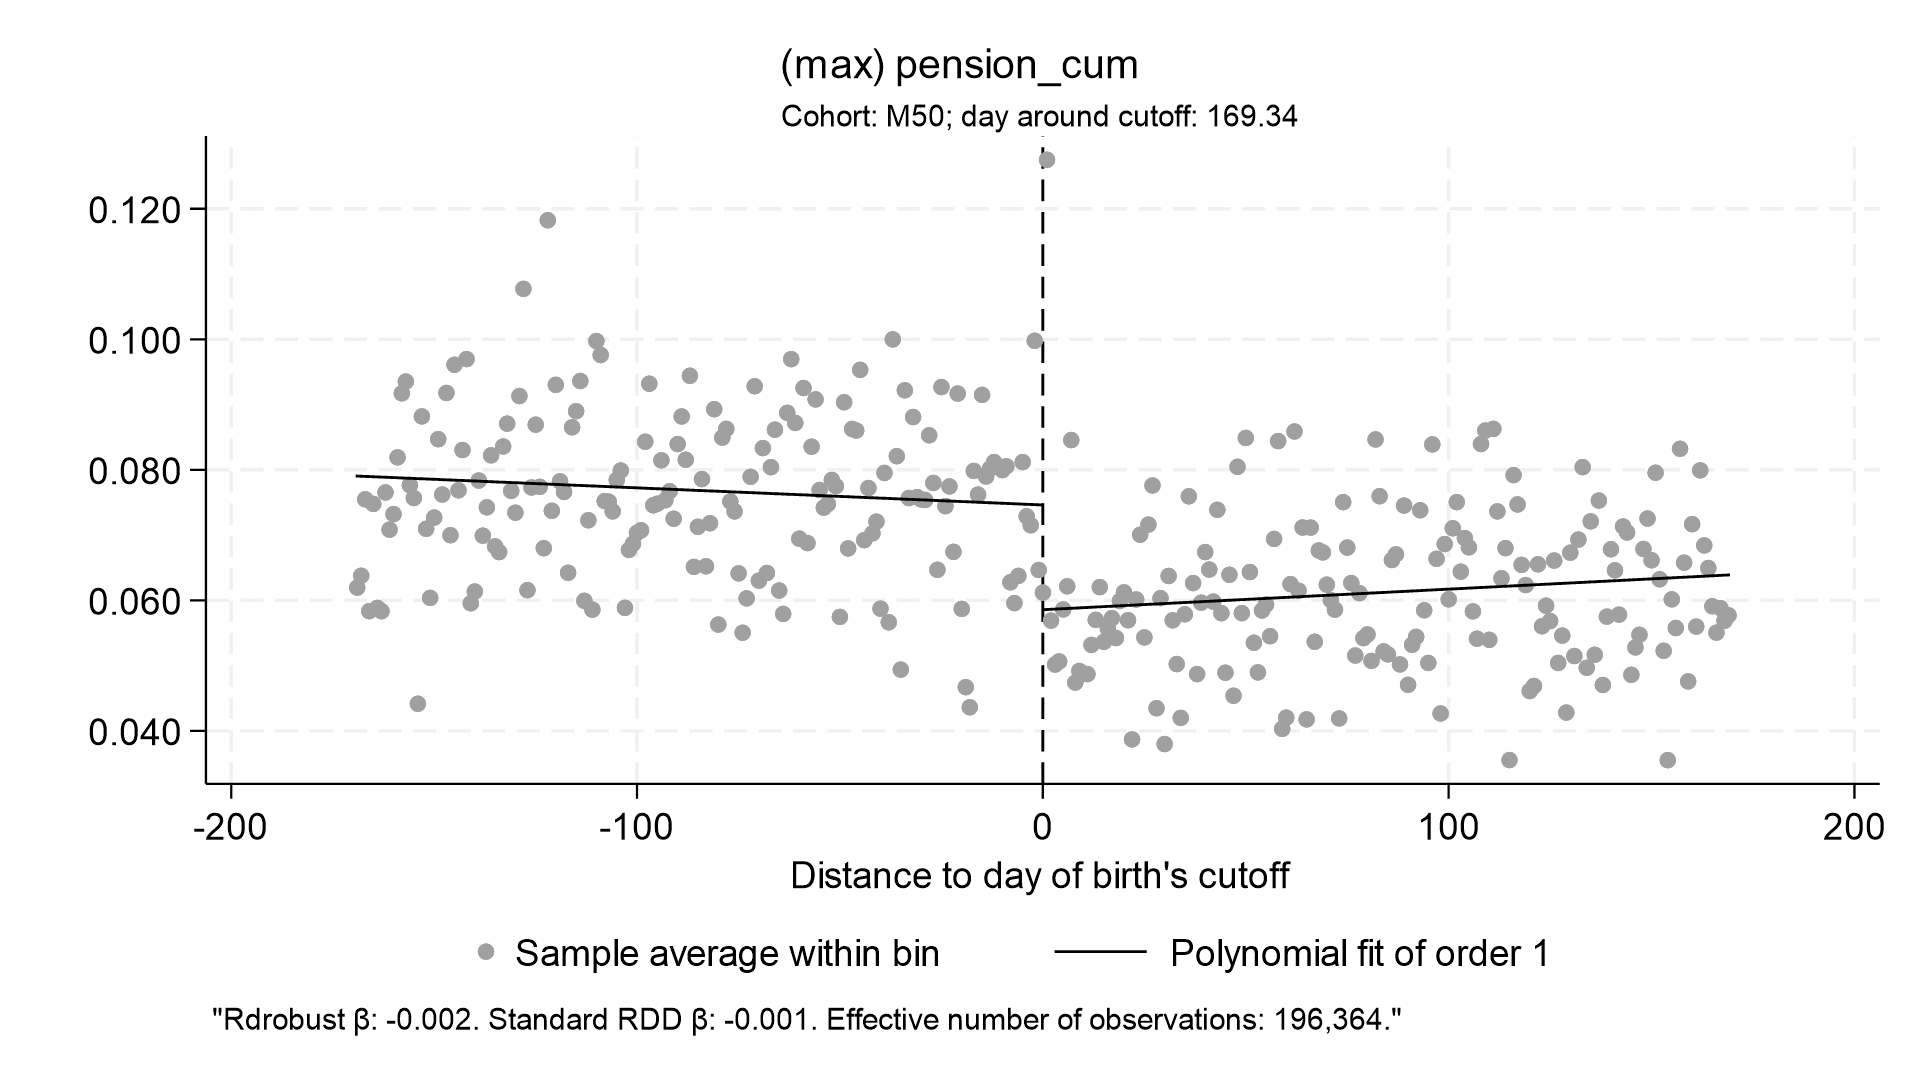 (max) pension_cum
Cohort: M50; day around cutoff: 169.34
0.120
0.100
0.080
0.060
0.040
-200 -100 0 100 200
Distance to day of birth's cutoff
Sample average within bin Polynomial fit of order 1
"Rdrobust β: -0.002. Standard RDD β: -0.001. Effective number of observations: 196,364."